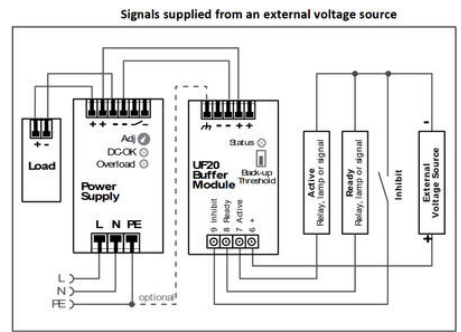 Signals supplied from an external voltage source
+ + - -
Adj
DC-OK
Overload
Power
Supply
L N PE
+ -
Load
- - + +
Status
UF20
Buffer
Module
Back-up
Threshold
9 Inhibit
8 Ready
7 Active
6 +
Active
Relay, lamp or signal
Ready
Relay, lamp or signal
Inhibit
-
External
Voltage Source
+
L
N
PE
optional